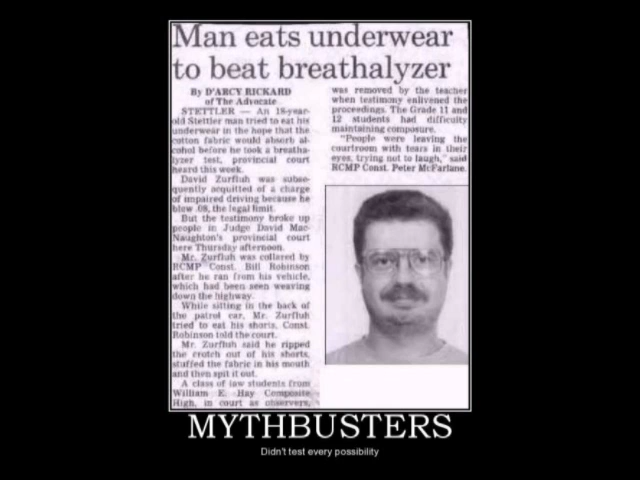 Man eats underwear
to beat breathalyzer
By D'ARCY RICKARD
of The Advocate
STETTLER — An 18-year-
old Stettler man tried to eat his
underwear in the hope that the
cotton fabric would absorb al-
cohol before he took a breatha-
lyzer test, provincial court
heard this week.
David Zurfluh was subse-
quently acquitted of a charge
of impaired driving because he
blew .08, the legal limit.
But the testimony broke up
people in Judge David Mac-
Naughton's provincial court
here Thursday afternoon.
Mr. Zurfluh was collared by
RCMP Const. Bill Robinson
after he ran from his vehicle,
which had been seen weaving
down the highway.
While sitting in the back of
the patrol car, Mr. Zurfluh
tried to eat his shorts, Const.
Robinson told the court.
Mr. Zurfluh said he ripped
the crotch out of his shorts,
stuffed the fabric in his mouth
and then spit it out.
A class of law students from
William E. Hay Composite
High, in court as observers,
was removed by the teacher
when testimony enlivened the
proceedings. The Grade 11 and
12 students had difficulty
maintaining composure.
"People were leaving the
courtroom with tears in their
eyes, trying not to laugh," said
RCMP Const. Peter McFarlane.
MYTHBUSTERS
Didn't test every possibility